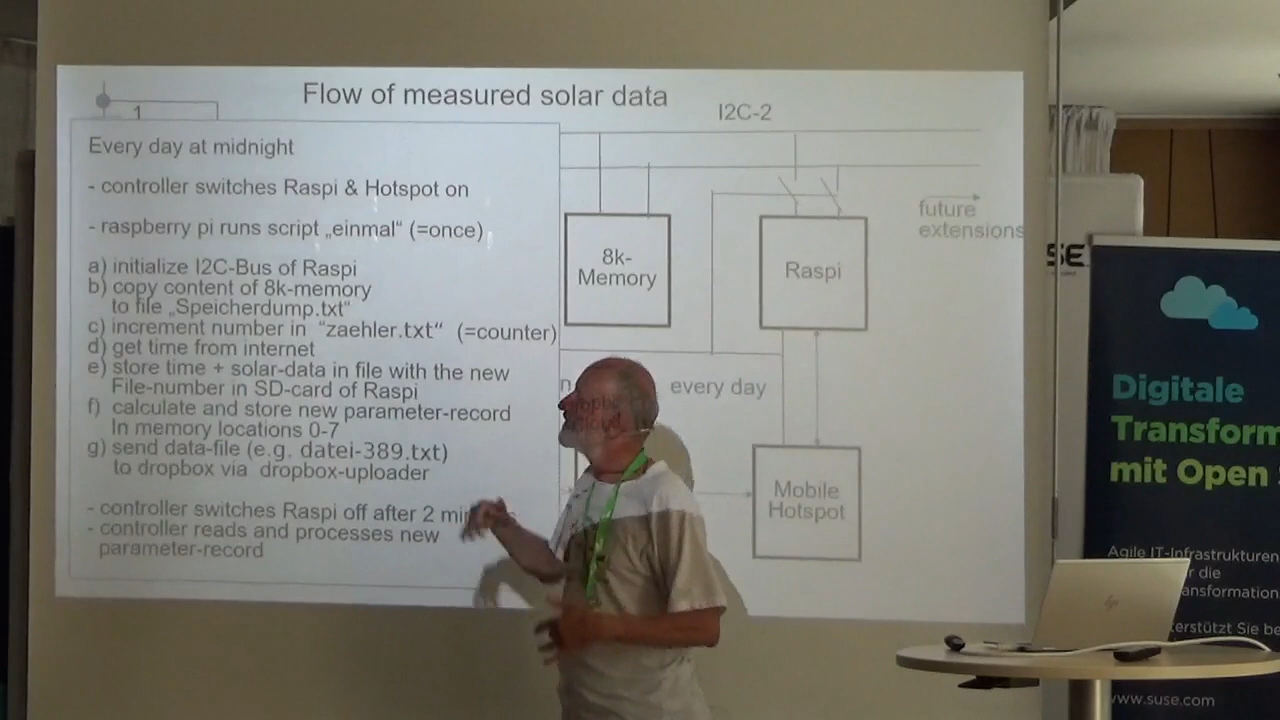 Flow of measured solar data
1
I2C-2
Every day at midnight
- controller switches Raspi & Hotspot on
- raspberry pi runs script „einmal“ (=once)
a) initialize I2C-Bus of Raspi
b) copy content of 8k-memory
to file „Speicherdump.txt“
c) increment number in “zaehler.txt“ (=counter)
d) get time from internet
e) store time + solar-data in file with the new
File-number in SD-card of Raspi
f) calculate and store new parameter-record
In memory locations 0-7
g) send data-file (e.g. datei-389.txt)
to dropbox via dropbox-uploader
- controller switches Raspi off after 2
- controller reads and processes new
parameter-record
8k-
Memory
Raspi
future
extensions
every day
Mobile
Hotspot
SE
Digitale
Transform
mit Open
Agile IT-Infrastrukturen
die
www.suse.com